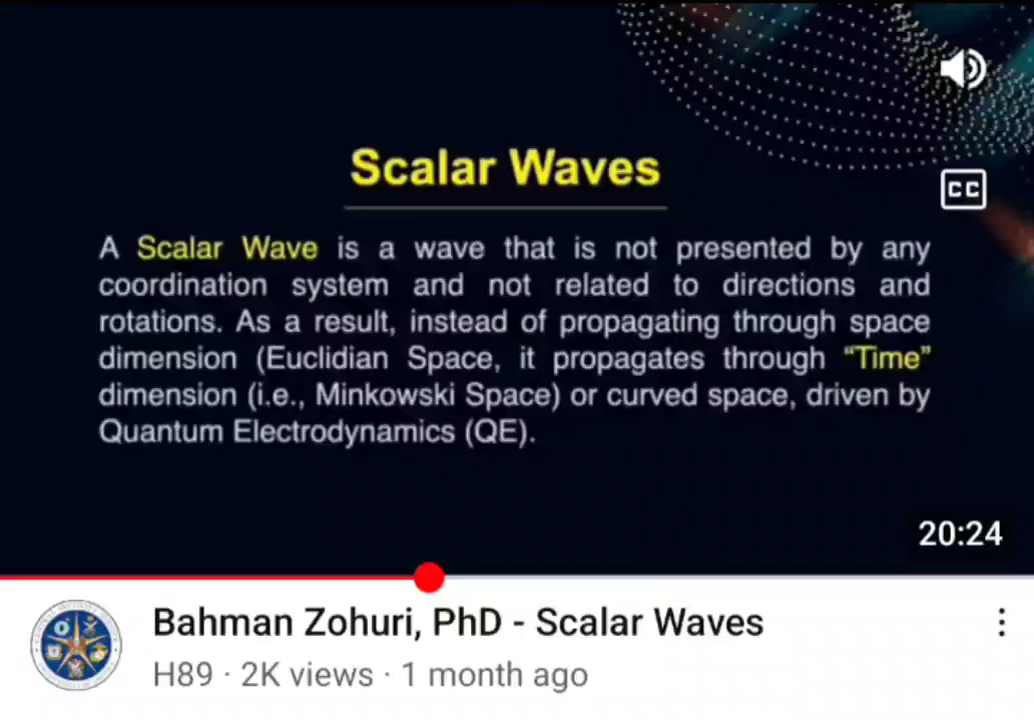 CC
Scalar Waves
A Scalar Wave is a wave that is not presented by any
coordination system and not related to directions and
rotations. As a result, instead of propagating through space
dimension (Euclidian Space, it propagates through “Time”
dimension (i.e., Minkowski Space) or curved space, driven by
Quantum Electrodynamics (QE).
20:24
Bahman Zohuri, PhD - Scalar Waves
H89 · 2K views · 1 month ago